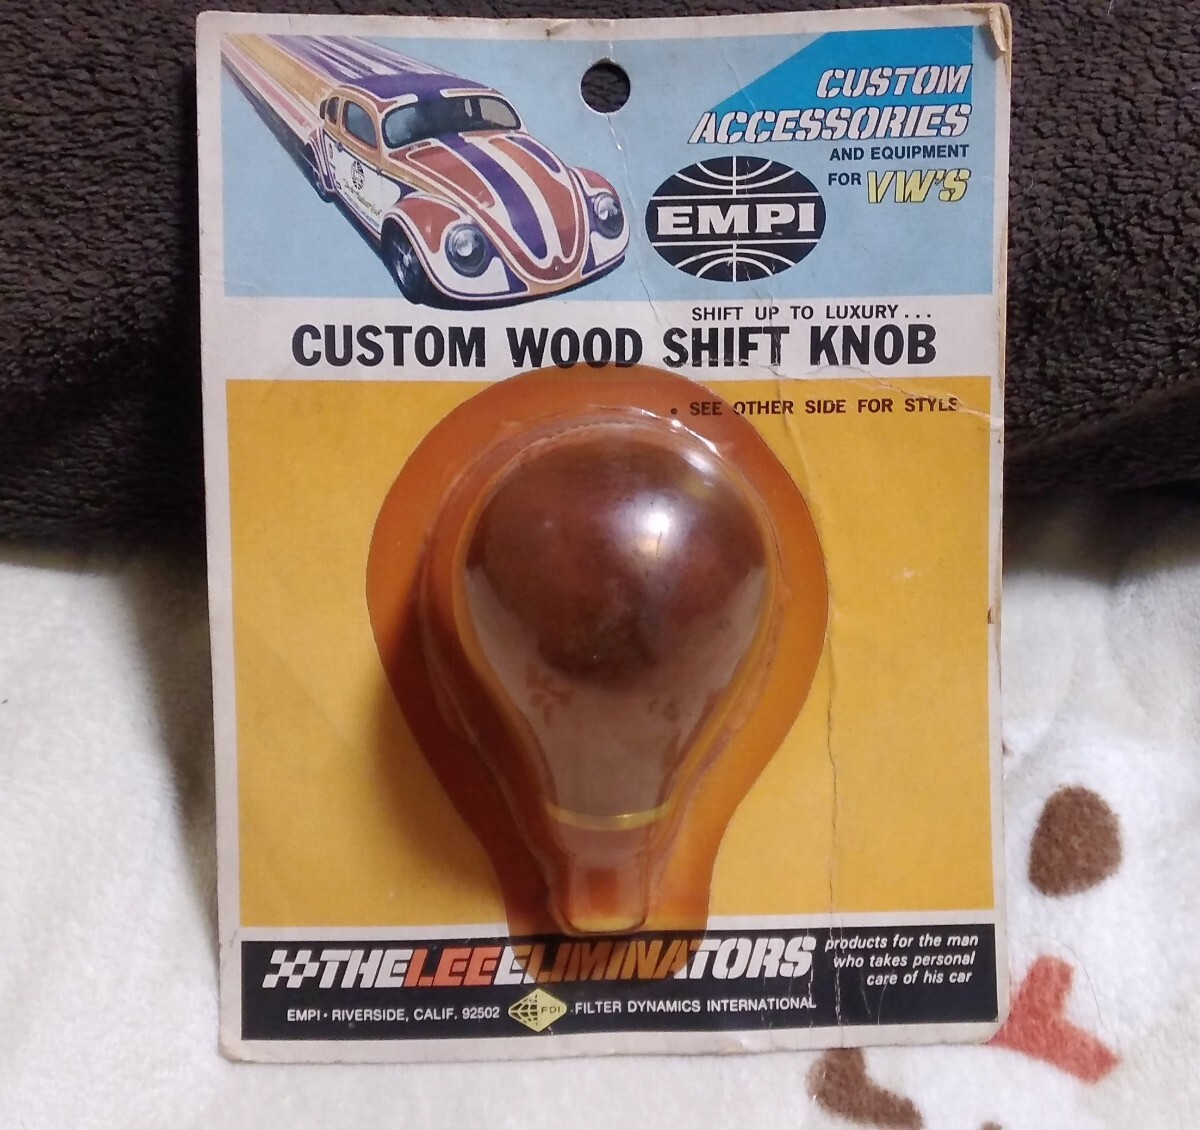 CUSTOM
ACCESSORIES
AND EQUIPMENT
FOR VW'S
EMPI
SHIFT UP TO LUXURY...
CUSTOM WOOD SHIFT KNOB
• SEE OTHER SIDE FOR STYLE
THE LEE ELIMINATORS
products for the man
who takes personal
care of his car
EMPI • RIVERSIDE, CALIF. 92502 FDI FILTER DYNAMICS INTERNATIONAL